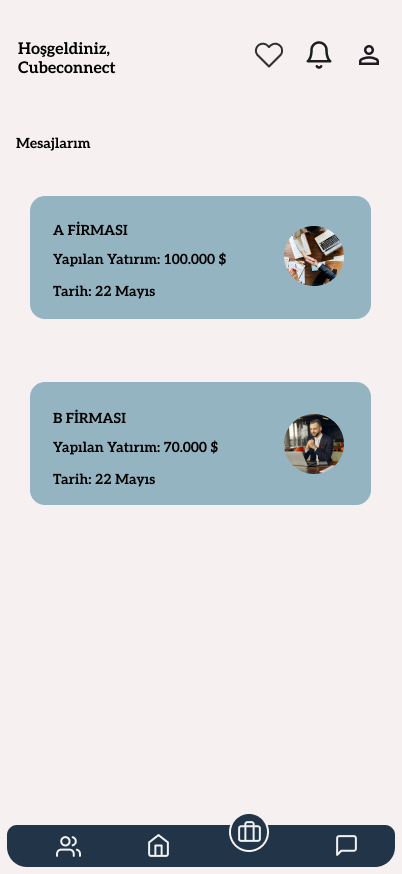 Hoşgeldiniz,
Cubeconnect
Mesajlarım
A FİRMASI
Yapılan Yatırım: 100.000 $
Tarih: 22 Mayıs
B FİRMASI
Yapılan Yatırım: 70.000 $
Tarih: 22 Mayıs